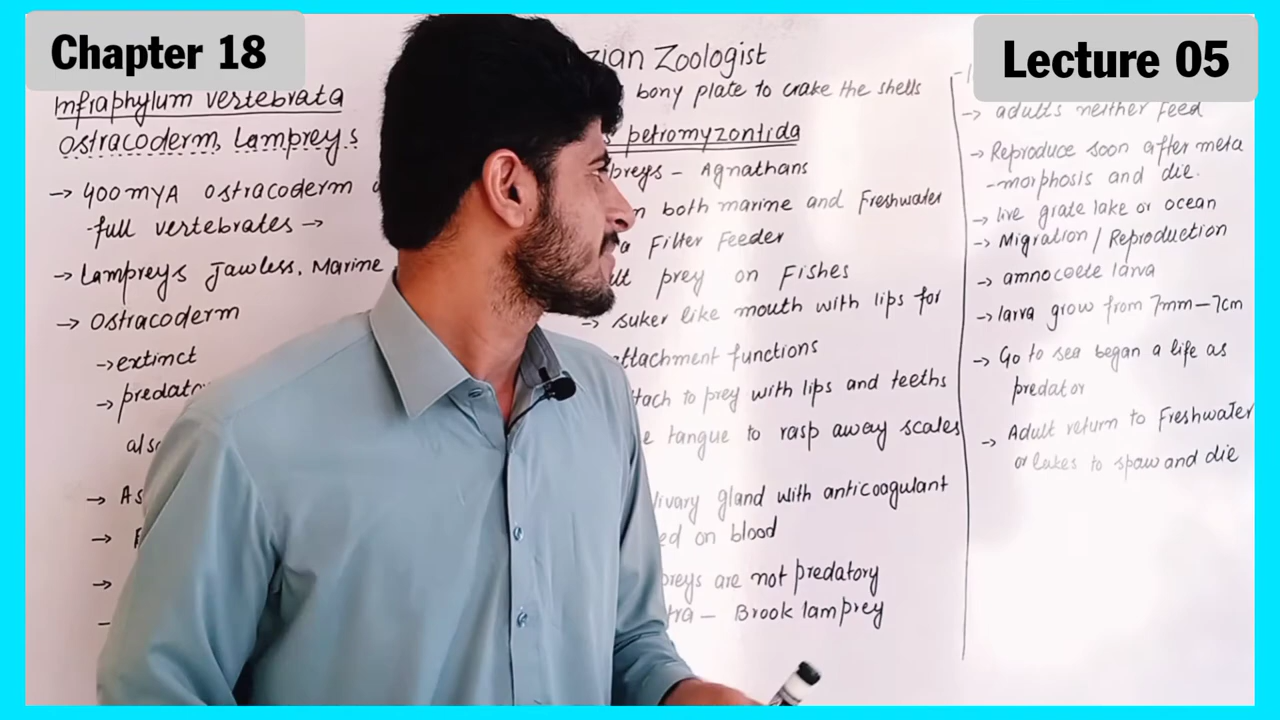 Chapter 18
Lecture 05
Infraphylum vertebrata
ostracoderm, Lampreys
→ 400 MYA ostracoderm
-full vertebrates →
→ Lampreys Jawless, Marine
→ Ostracoderm
→ extinct
→ predato
also
→ As
→
→
-
zian Zoologist
bony plate to crake the shells
petromyzontida
preys - Agnathans
n both marine and Freshwater
a Filter Feeder
ult prey on Fishes
→ suker like mouth with lips for
attachment functions
tach to prey with lips and teeths
e tangue to rasp away scales
livary gland with anticoagulant
ed on blood
preys are not predatory
tra - Brook lamprey
→ adults neither feed
→ Reproduce soon after meta
-morphosis and die.
→ live grate lake or ocean
→ Migration / Reproduction
→ amnocoete larva
→ larva grow from 7mm-7cm
→ Go to sea began a life as
predator
→ Adult return to Freshwater
or lakes to spaw and die